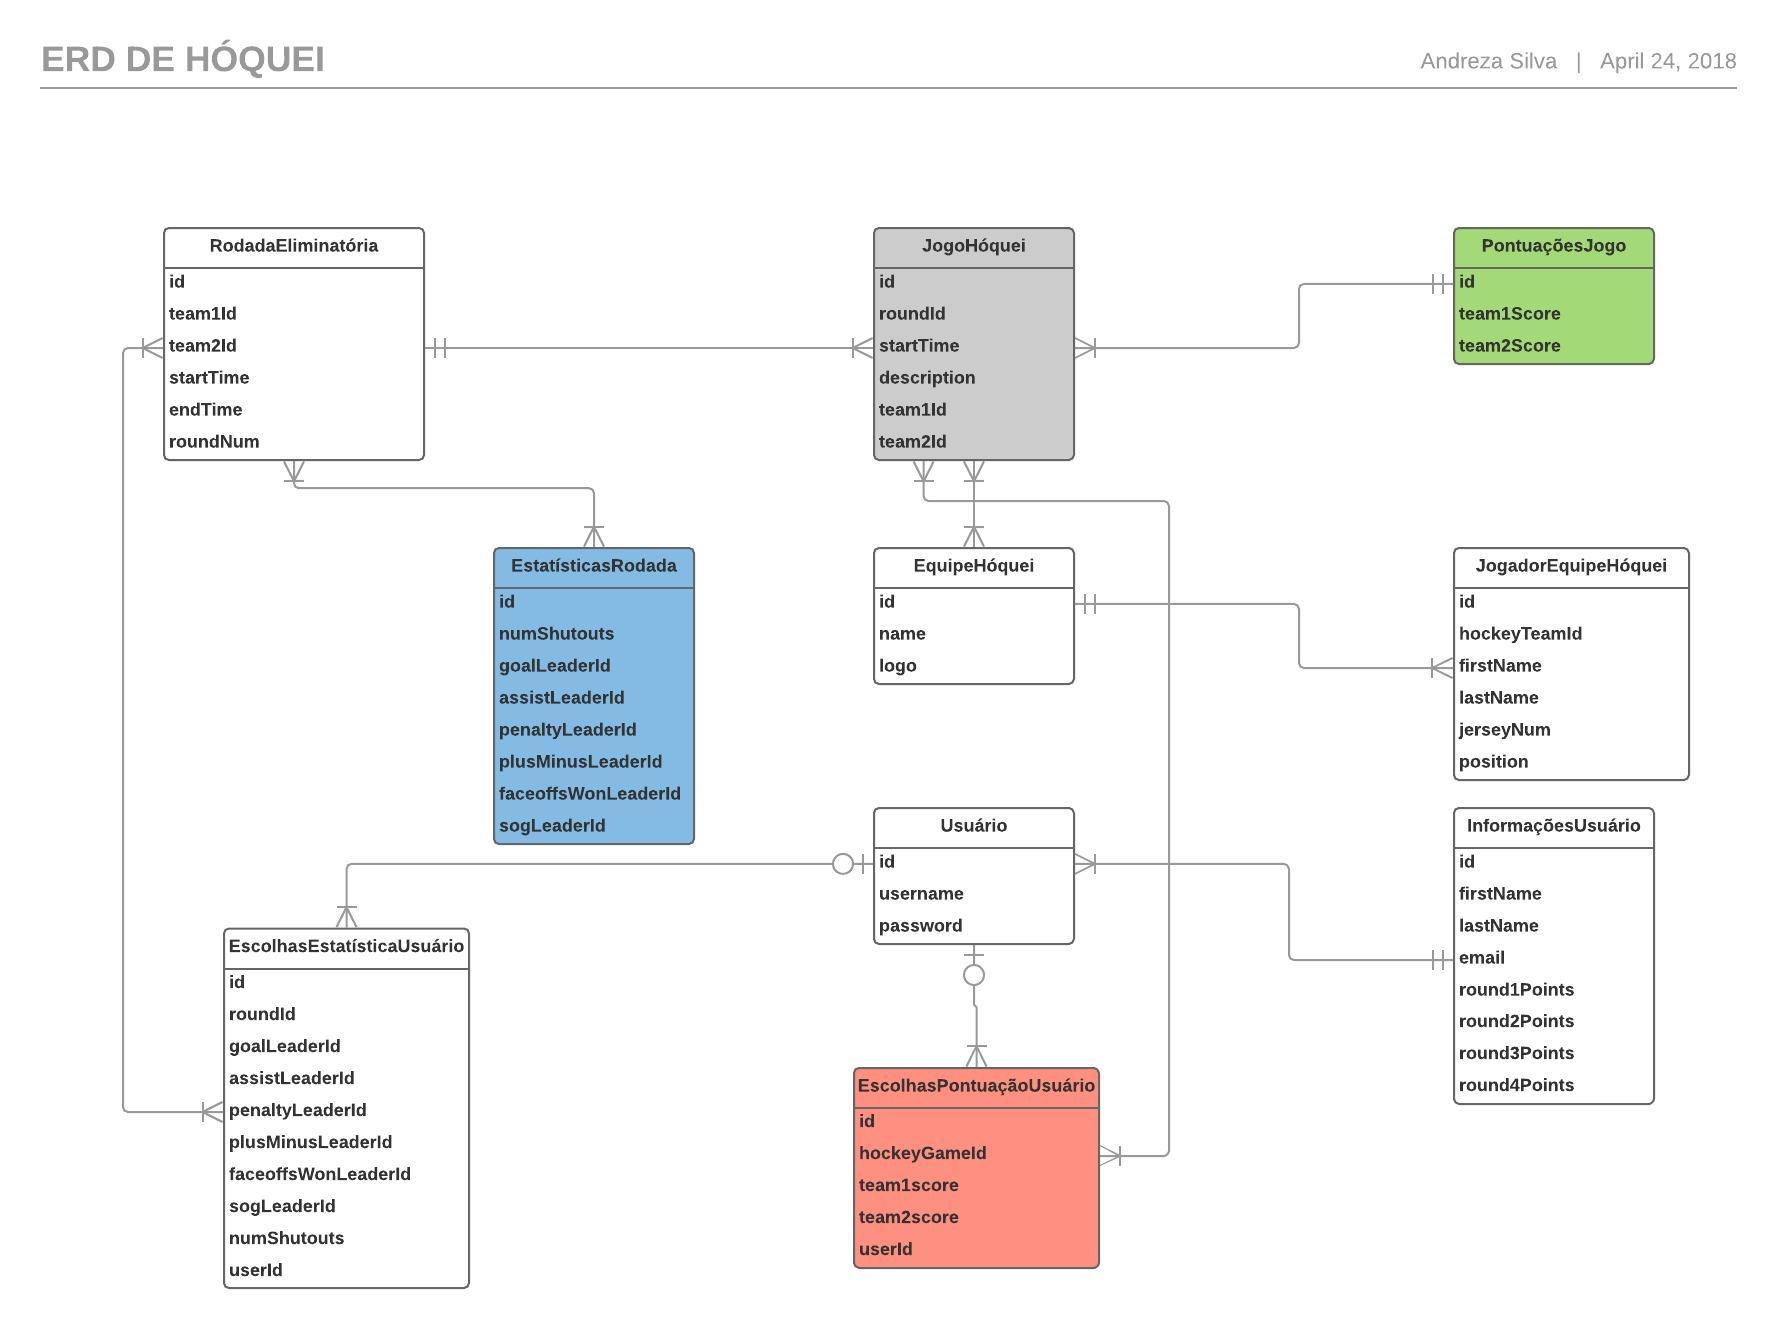 ERD DE HÓQUEI
Andreza Silva | April 24, 2018
RodadaEliminatória
id
team1Id
team2Id
startTime
endTime
roundNum
JogoHóquei
id
roundId
startTime
description
team1Id
team2Id
PontuaçõesJogo
id
team1Score
team2Score
EstatísticasRodada
id
numShutouts
goalLeaderId
assistLeaderId
penaltyLeaderId
plusMinusLeaderId
faceoffsWonLeaderId
sogLeaderId
EquipeHóquei
id
name
logo
JogadorEquipeHóquei
id
hockeyTeamId
firstName
lastName
jerseyNum
position
Usuário
id
username
password
InformaçõesUsuário
id
firstName
lastName
email
round1Points
round2Points
round3Points
round4Points
EscolhasEstatísticaUsuário
id
roundId
goalLeaderId
assistLeaderId
penaltyLeaderId
plusMinusLeaderId
faceoffsWonLeaderId
sogLeaderId
numShutouts
userId
EscolhasPontuaçãoUsuário
id
hockeyGameId
team1score
team2score
userId